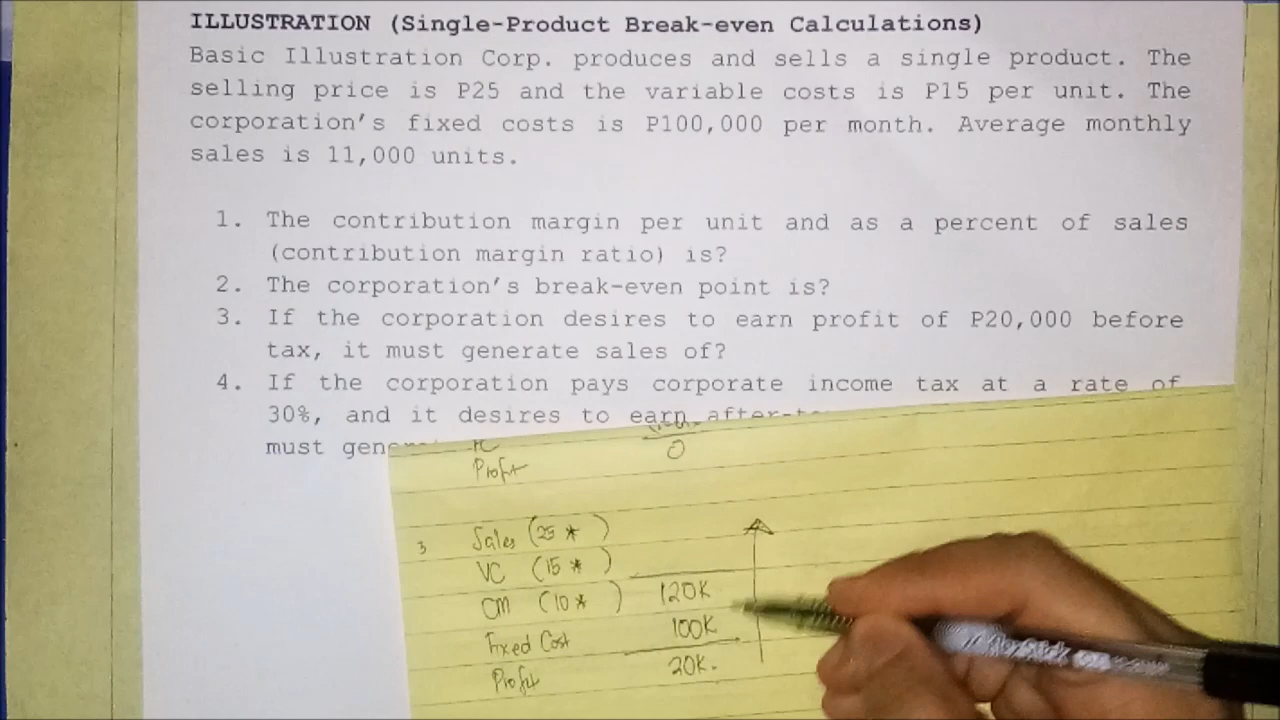 ILLUSTRATION (Single-Product Break-even Calculations)
Basic Illustration Corp. produces and sells a single product. The
selling price is P25 and the variable costs is P15 per unit. The
corporation's fixed costs is P100,000 per month. Average monthly
sales is 11,000 units.
1. The contribution margin per unit and as a percent of sales
(contribution margin ratio) is?
2. The corporation's break-even point is?
3. If the corporation desires to earn profit of P20,000 before
tax, it must generate sales of?
4. If the corporation pays corporate income tax at a rate of
30%, and it desires to earn after-t
must gene
FC
Profit 0
3 Sales (25 * )
VC (15 * )
CM (10 * ) 120K
Fixed Cost 100K
Profit 20K.